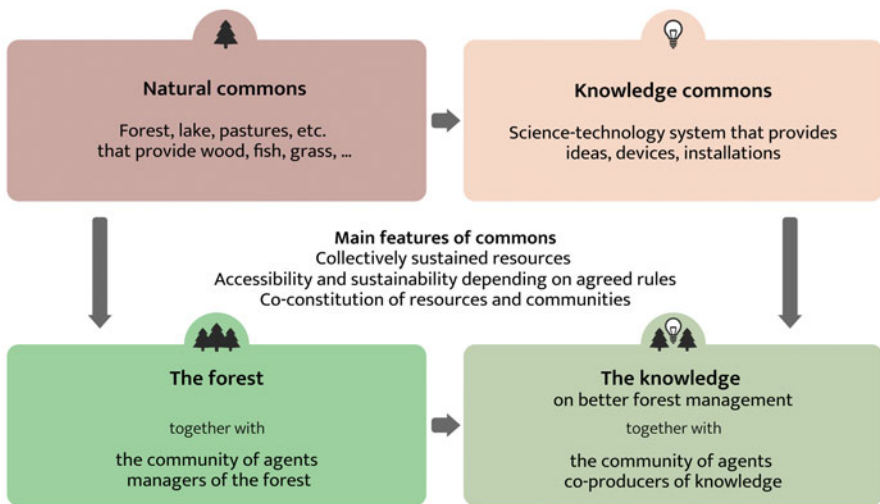 Natural commons
Forest, lake, pastures, etc.
that provide wood, fish, grass, ...
Knowledge commons
Science-technology system that provides
ideas, devices, installations
Main features of commons
Collectively sustained resources
Accessibility and sustainability depending on agreed rules
Co-constitution of resources and communities
The forest
together with
the community of agents
managers of the forest
The knowledge
on better forest management
together with
the community of agents
co-producers of knowledge